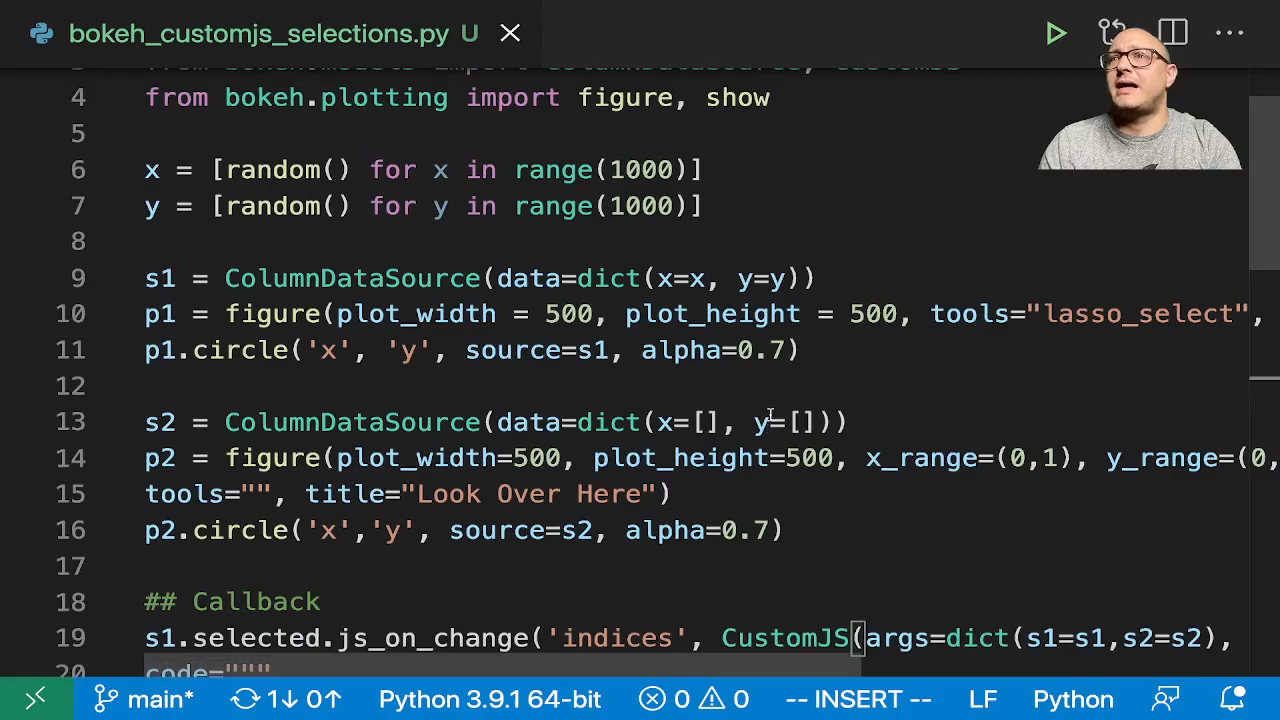 bokeh_customjs_selections.py U
4 from bokeh.plotting import figure, show
5
6 x = [random() for x in range(1000)]
7 y = [random() for y in range(1000)]
8
9 s1 = ColumnDataSource(data=dict(x=x, y=y))
10 p1 = figure(plot_width = 500, plot_height = 500, tools="lasso_select",
11 p1.circle('x', 'y', source=s1, alpha=0.7)
12
13 s2 = ColumnDataSource(data=dict(x=[], y=[]))
14 p2 = figure(plot_width=500, plot_height=500, x_range=(0,1), y_range=(0,
15 tools="", title="Look Over Here")
16 p2.circle('x','y', source=s2, alpha=0.7)
17
18 ## Callback
19 s1.selected.js_on_change('indices', CustomJS(args=dict(s1=s1,s2=s2),
20 code="""
main* 1↓ 0↑ Python 3.9.1 64-bit 0 0 -- INSERT -- LF Python